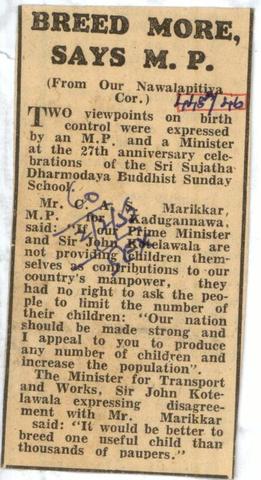 BREED MORE,
SAYS M. P.
(From Our Nawalapitiya
Cor.)
TWO viewpoints on birth
control were expressed
by an M.P. and a Minister
at the 27th anniversary cele-
brations of the Sri Sujatha
Dharmodaya Buddhist Sunday
School.
Mr. C. A. S. Marikkar,
M.P. for Kadugannawa,
said: "If our Prime Minister
and Sir John Kotelawala are
not providing children them-
selves as contributions to our
country's manpower, they
had no right to ask the peo-
ple to limit the number of
their children: "Our nation
should be made strong and
I appeal to you to produce
any number of children and
increase the population".
The Minister for Transport
and Works, Sir John Kote-
lawala expressing disagree-
ment with Mr. Marikkar
said: "It would be better to
breed one useful child than
thousands of paupers."